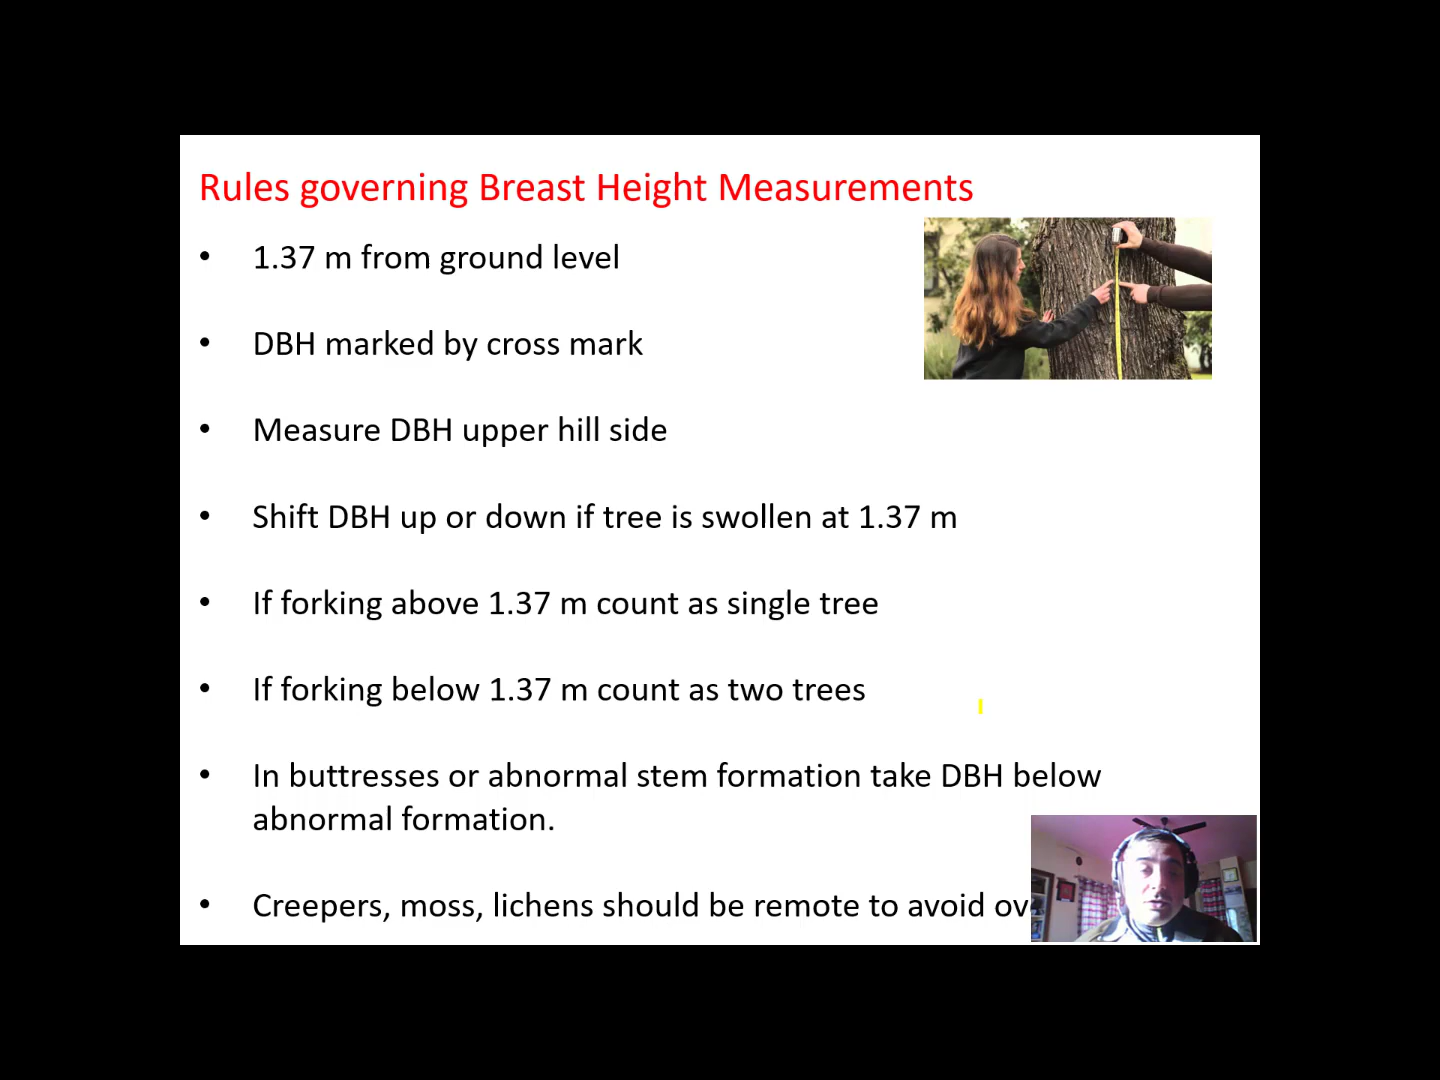 Rules governing Breast Height Measurements
• 1.37 m from ground level
• DBH marked by cross mark
• Measure DBH upper hill side
• Shift DBH up or down if tree is swollen at 1.37 m
• If forking above 1.37 m count as single tree
• If forking below 1.37 m count as two trees
• In buttresses or abnormal stem formation take DBH below
abnormal formation.
• Creepers, moss, lichens should be remote to avoid